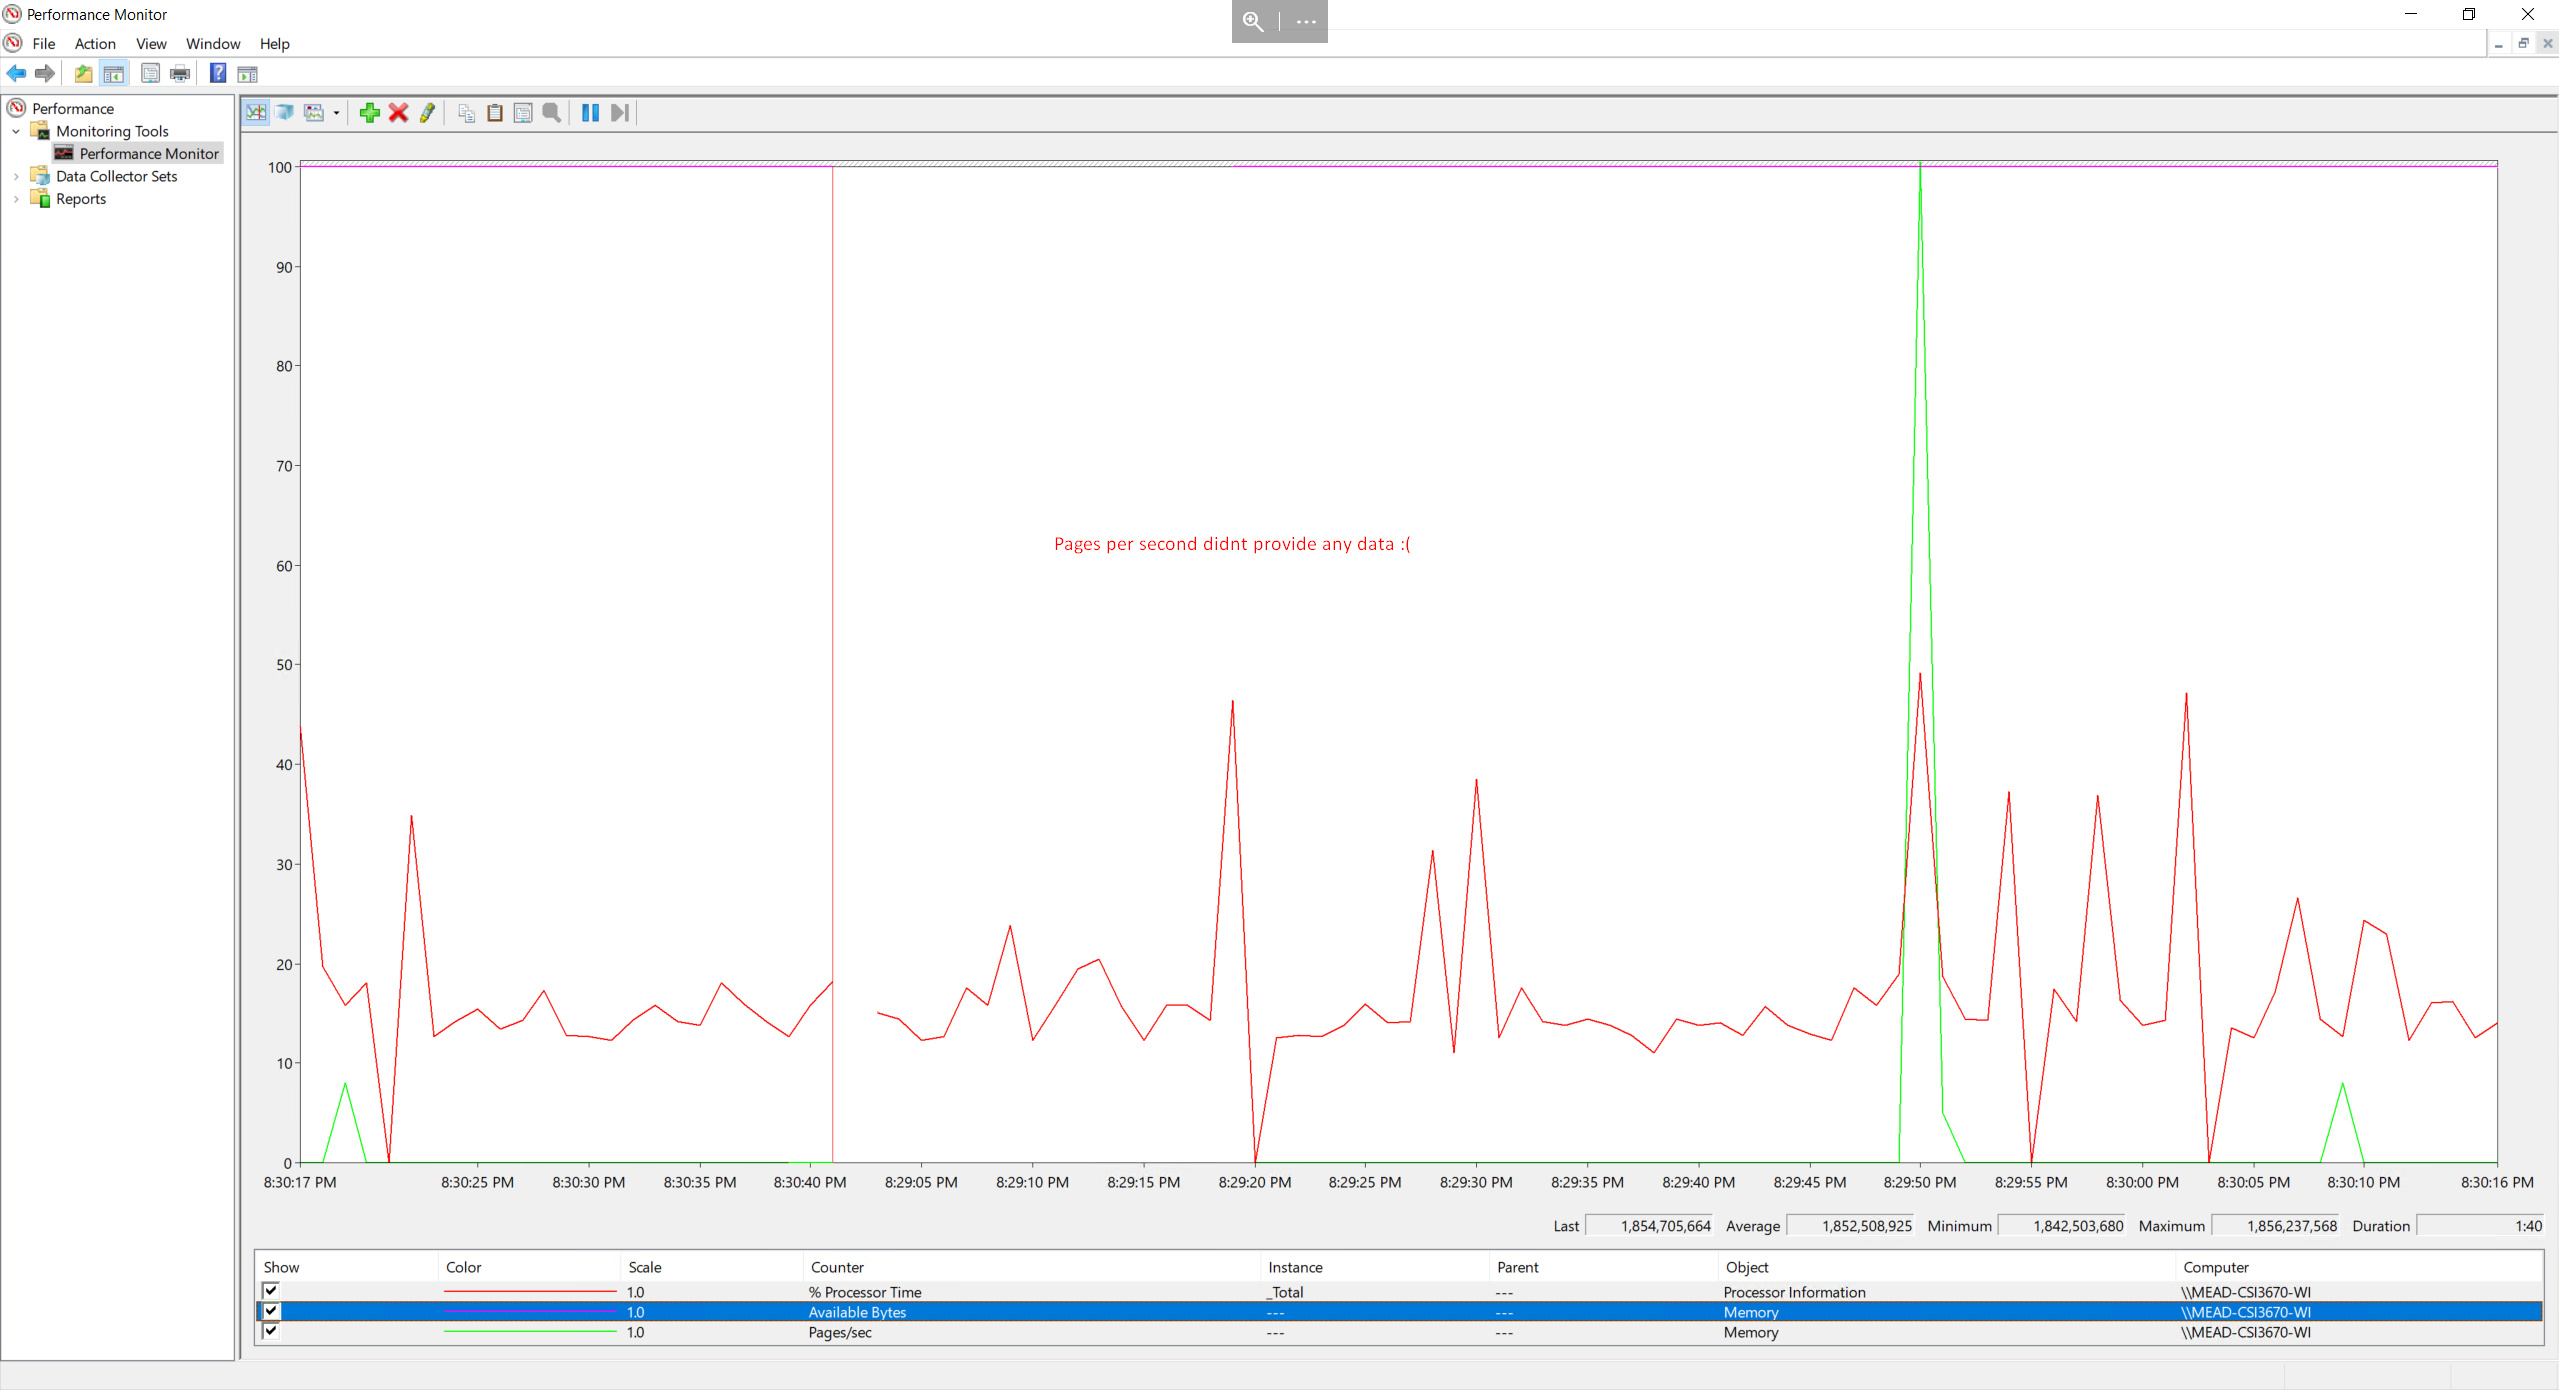 Performance Monitor
File Action View Window Help
Performance
Monitoring Tools
Performance Monitor
Data Collector Sets
Reports
100
90
80
70
60
50
40
30
20
10
0
Pages per second didnt provide any data :(
8:30:17 PM 8:30:25 PM 8:30:30 PM 8:30:35 PM 8:30:40 PM 8:29:05 PM 8:29:10 PM 8:29:15 PM 8:29:20 PM 8:29:25 PM 8:29:30 PM 8:29:35 PM 8:29:40 PM 8:29:45 PM 8:29:50 PM 8:29:55 PM 8:30:00 PM 8:30:05 PM 8:30:10 PM 8:30:16 PM
Last 1,854,705,664 Average 1,852,508,925 Minimum 1,842,503,680 Maximum 1,856,237,568 Duration 1:40
Show Color Scale Counter Instance Parent Object Computer
1.0 % Processor Time _Total --- Processor Information \\MEAD-CSI3670-WI
1.0 Available Bytes --- --- Memory \\MEAD-CSI3670-WI
1.0 Pages/sec --- --- Memory \\MEAD-CSI3670-WI